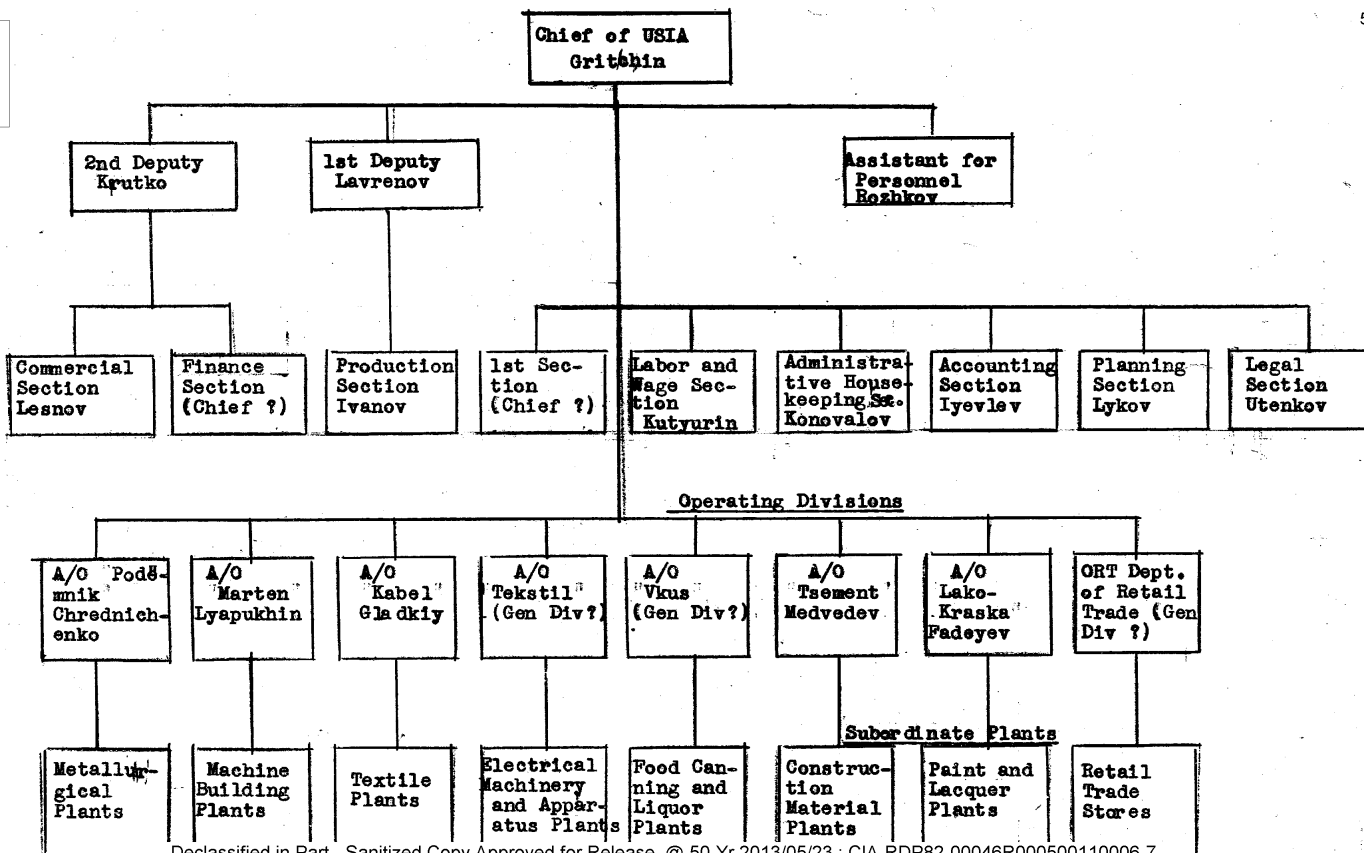 Chief of USIA
Gritchin
2nd Deputy
Krutko
1st Deputy
Lavrenov
Assistant for
Personnel
Rozhkov
Commercial
Section
Lesnov
Finance
Section
(Chief ?)
Production
Section
Ivanov
1st Sec-
tion
(Chief ?)
Labor and
Wage Sec-
tion
Kutyurin
Administra-
tive House-
keeping Se.
Konovalov
Accounting
Section
Iyevlev
Planning
Section
Lykov
Legal
Section
Utenkov
Operating Divisions
A/O "Podë-
mnik"
Chrednich-
enko
A/O
"Marten"
Lyapukhin
A/O
"Kabel"
Gladkiy
A/O
"Tekstil"
(Gen Div?)
A/O
"Vkus"
(Gen Div?)
A/O
"Tsement"
Medvedev
A/O
"Lako-
Kraska"
Fadeyev
ORT Dept.
of Retail
Trade (Gen
Div ?)
Subordinate Plants
Metallur-
gical
Plants
Machine
Building
Plants
Textile
Plants
Electrical
Machinery
and Appar-
atus Plants
Food Can-
ning and
Liquor
Plants
Construc-
tion
Material
Plants
Paint and
Lacquer
Plants
Retail
Trade
Stores
Declassified in Part - Sanitized Copy Approved for Release @ 50-Yr 2013/05/23 : CIA-RDP82-00046R000500110006-7